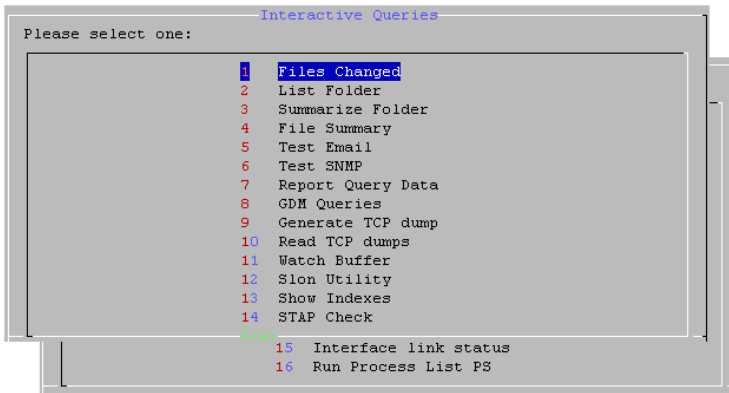 Interactive Queries
Please select one:
1 Files Changed
2 List Folder
3 Summarize Folder
4 File Summary
5 Test Email
6 Test SNMP
7 Report Query Data
8 GDM Queries
9 Generate TCP dump
10 Read TCP dumps
11 Watch Buffer
12 Slon Utility
13 Show Indexes
14 STAP Check
15 Interface link status
16 Run Process List PS